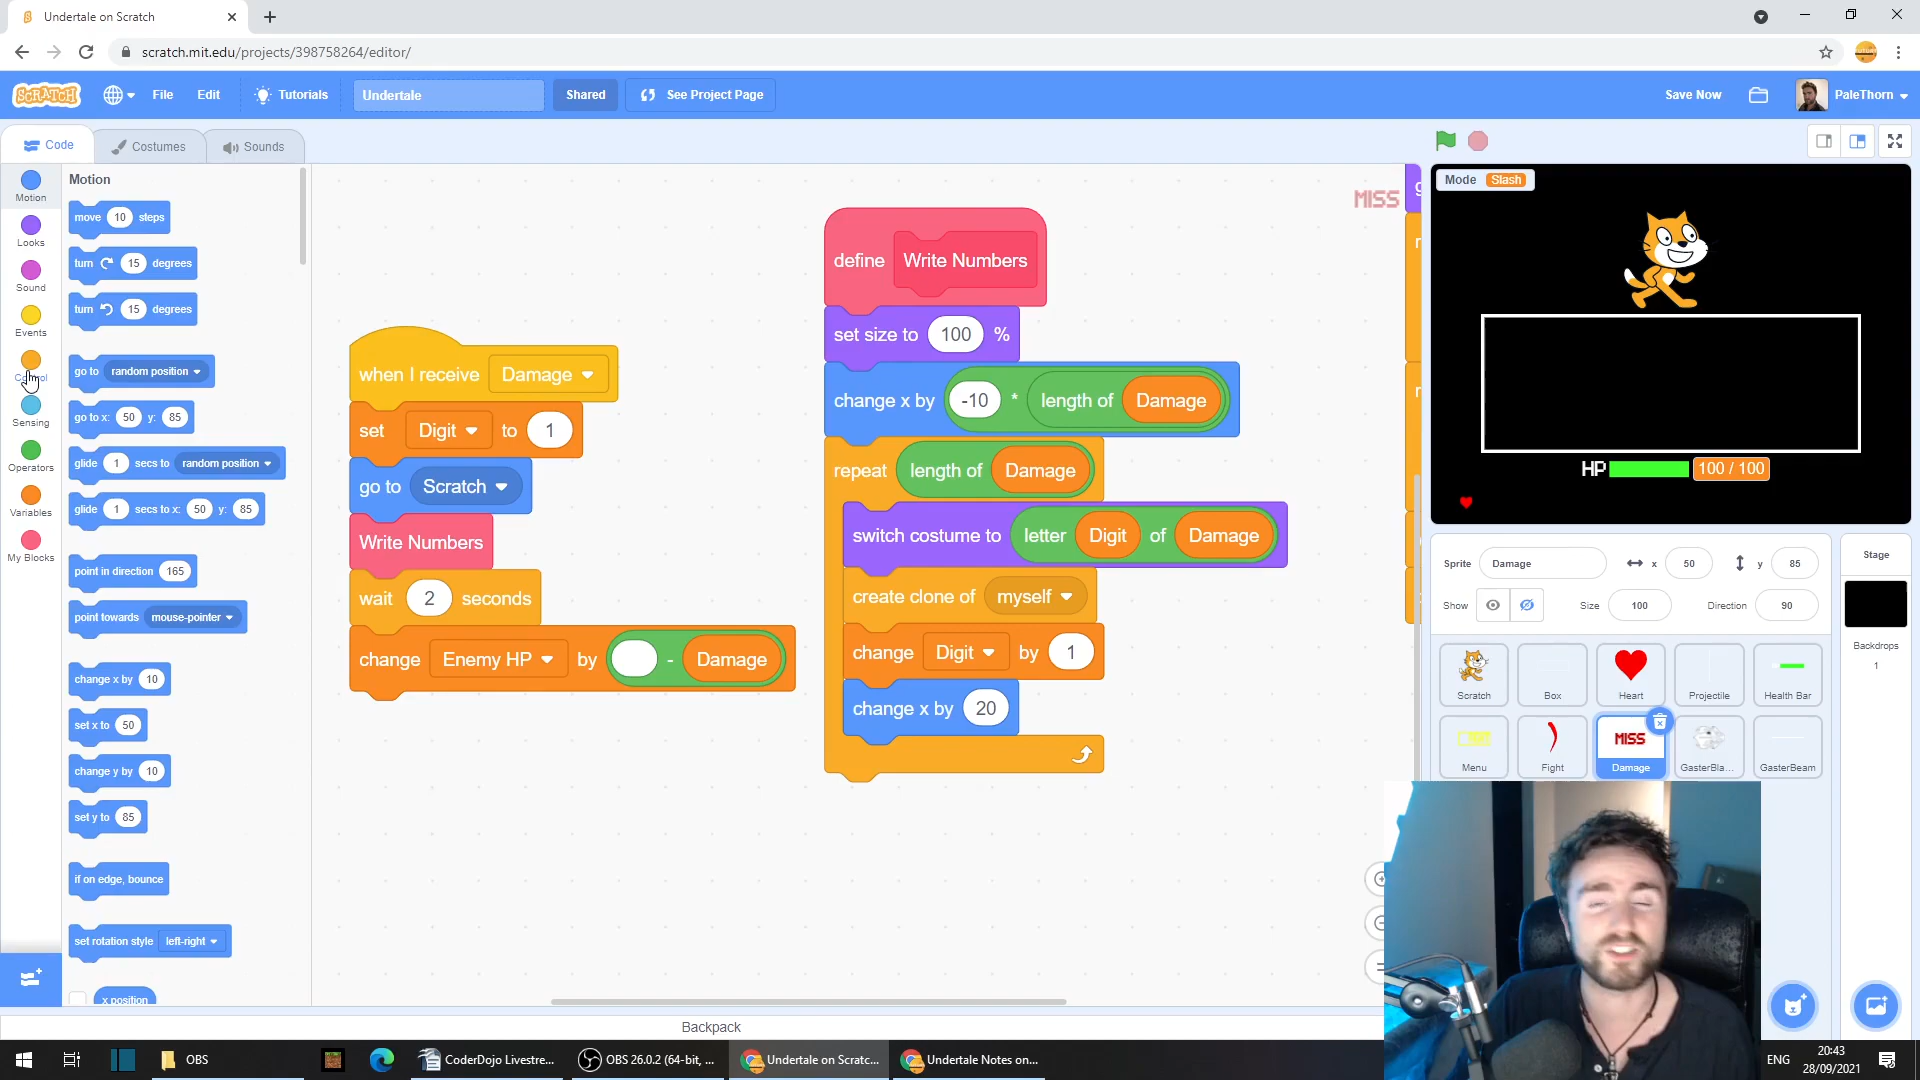 Undertale on Scratch
scratch.mit.edu/projects/398758264/editor/
SCRATCH
File
Edit
Tutorials
Undertale
Shared
See Project Page
Save Now
PaleThorn
Code
Costumes
Sounds
Motion
Looks
Sound
Events
Control
Sensing
Operators
Variables
My Blocks
Motion
move 10 steps
turn 15 degrees
turn 15 degrees
go to random position
go to x: 50 y: 85
glide 1 secs to random position
glide 1 secs to x: 50 y: 85
point in direction 165
point towards mouse-pointer
change x by 10
set x to 50
change y by 10
set y to 85
if on edge, bounce
set rotation style left-right
x position
when I receive Damage
set Digit to 1
go to Scratch
Write Numbers
wait 2 seconds
change Enemy HP by - Damage
define Write Numbers
set size to 100 %
change x by -10 * length of Damage
repeat length of Damage
switch costume to letter Digit of Damage
create clone of myself
change Digit by 1
change x by 20
MISS
Mode Slash
HP 100 / 100
Sprite Damage x 50 y 85
Show Size 100 Direction 90
Scratch
Box
Heart
Projectile
Health Bar
Menu
Fight
MISS
Damage
GasterBla...
GasterBeam
Stage
Backdrops
1
Backpack
OBS
CoderDojo Livestre...
OBS 26.0.2 (64-bit, ...
Undertale on Scratc...
Undertale Notes on...
ENG
20:43
28/09/2021